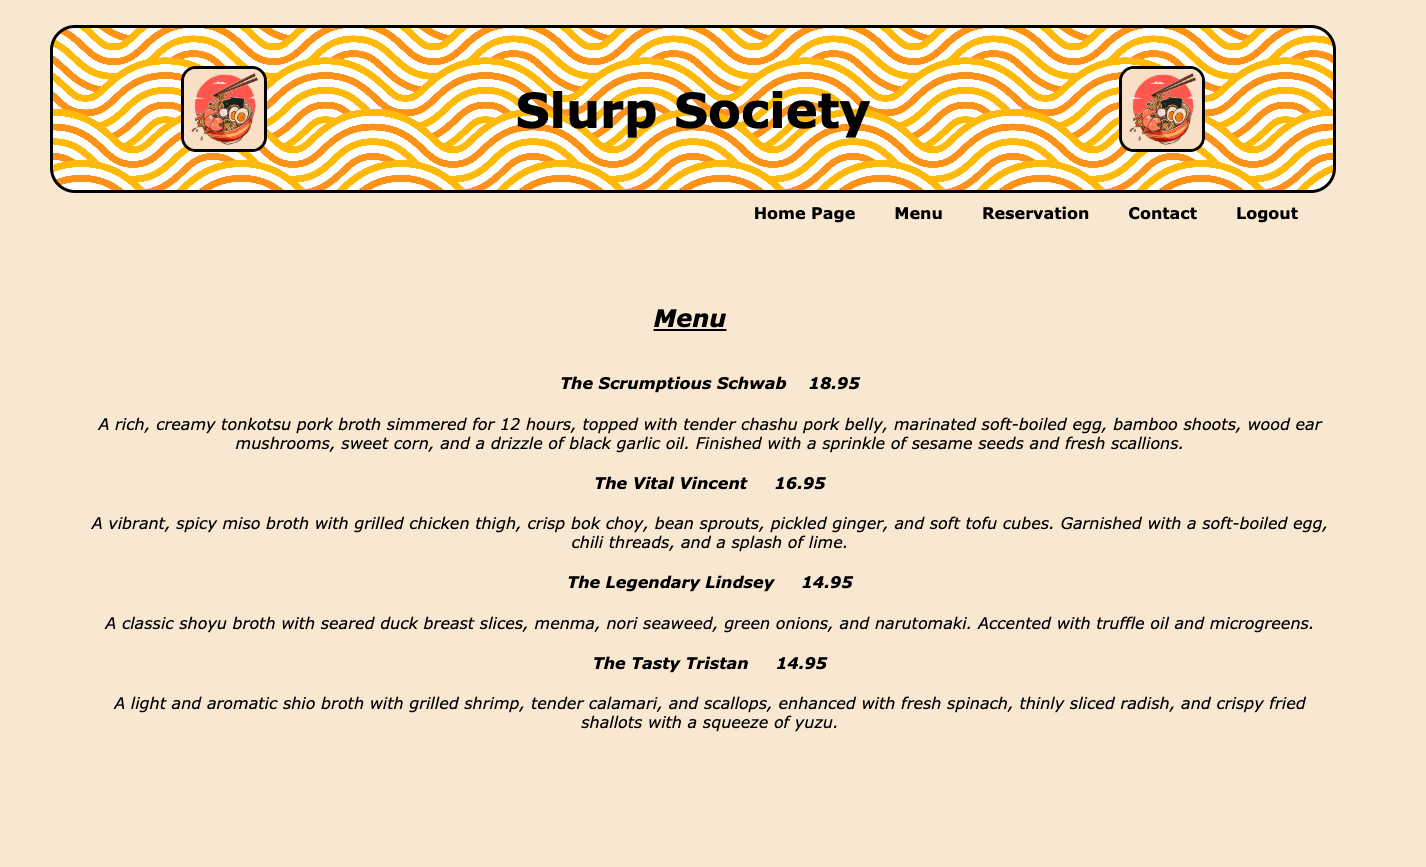 Slurp Society
Home Page Menu Reservation Contact Logout
Menu
The Scrumptious Schwab 18.95
A rich, creamy tonkotsu pork broth simmered for 12 hours, topped with tender chashu pork belly, marinated soft-boiled egg, bamboo shoots, wood ear
mushrooms, sweet corn, and a drizzle of black garlic oil. Finished with a sprinkle of sesame seeds and fresh scallions.
The Vital Vincent 16.95
A vibrant, spicy miso broth with grilled chicken thigh, crisp bok choy, bean sprouts, pickled ginger, and soft tofu cubes. Garnished with a soft-boiled egg,
chili threads, and a splash of lime.
The Legendary Lindsey 14.95
A classic shoyu broth with seared duck breast slices, menma, nori seaweed, green onions, and narutomaki. Accented with truffle oil and microgreens.
The Tasty Tristan 14.95
A light and aromatic shio broth with grilled shrimp, tender calamari, and scallops, enhanced with fresh spinach, thinly sliced radish, and crispy fried
shallots with a squeeze of yuzu.